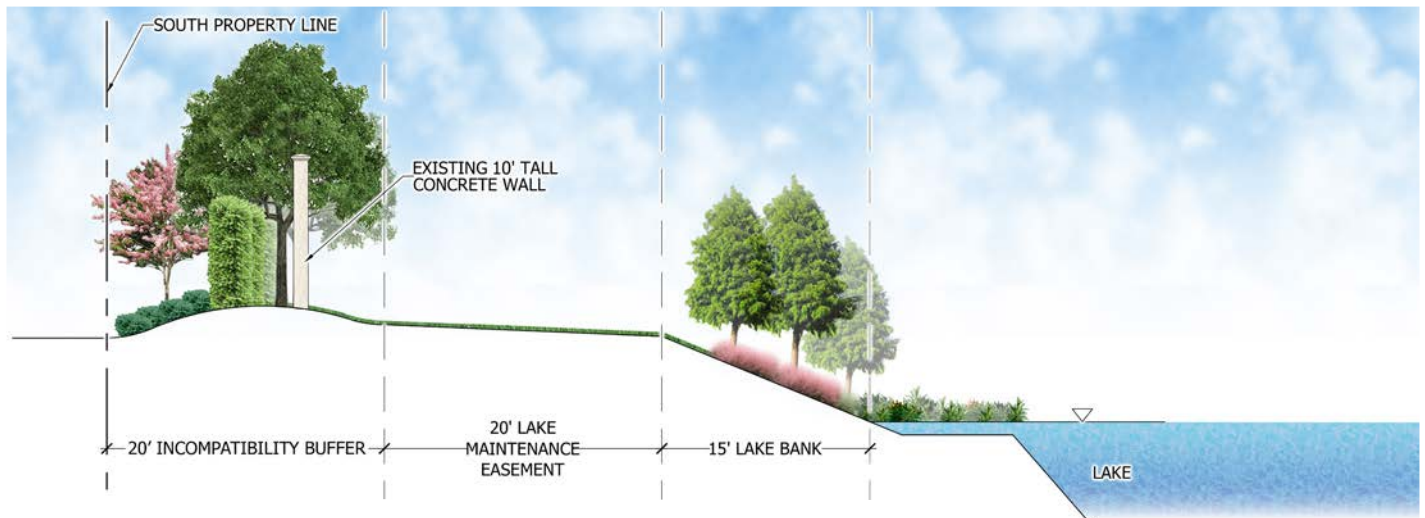 SOUTH PROPERTY LINE
EXISTING 10' TALL
CONCRETE WALL
20' INCOMPATIBILITY BUFFER
20' LAKE
MAINTENANCE
EASEMENT
15' LAKE BANK
LAKE